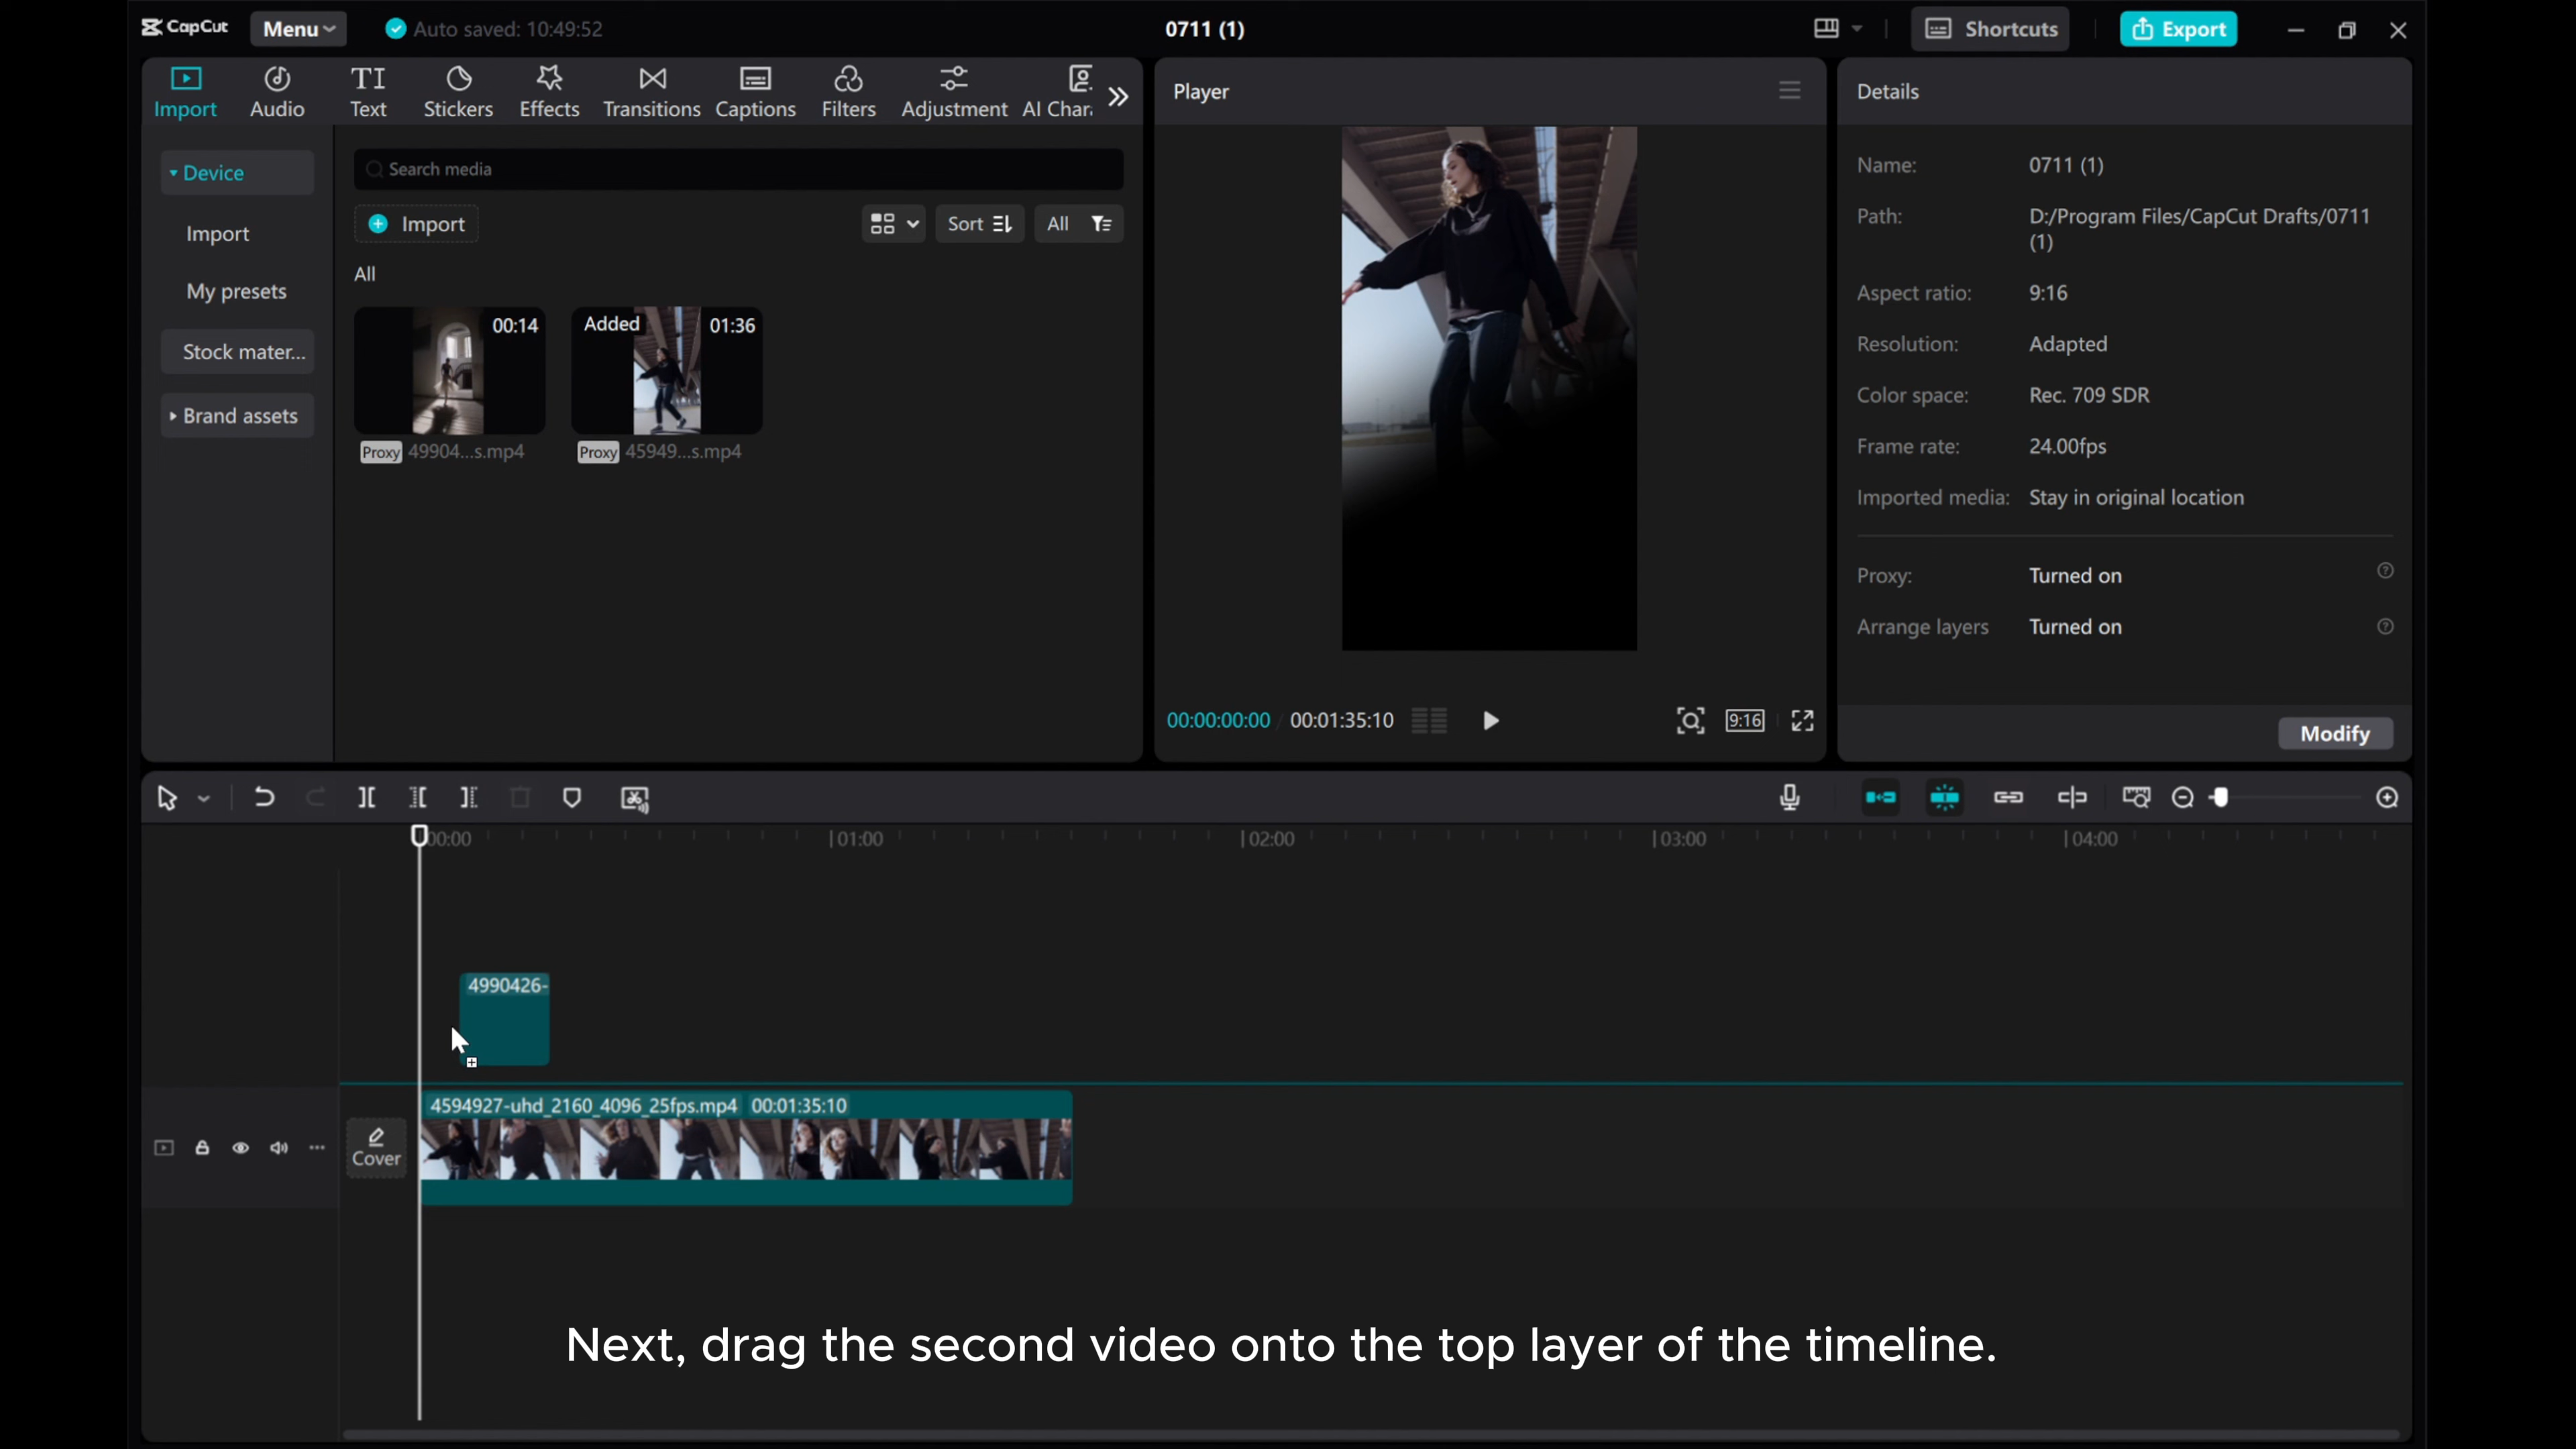 CapCut
Menu
Auto saved: 10:49:52
0711 (1)
Shortcuts
Export
Import
Audio
TI
Text
Stickers
Effects
Transitions
Captions
Filters
Adjustment
AI Char
Device
Import
My presets
Stock mater...
Brand assets
Search media
Import
Sort
All
All
00:14
Added
01:36
Proxy 49904...s.mp4
Proxy 45949...s.mp4
Player
00:00:00:00 / 00:01:35:10
9:16
Details
Name: 0711 (1)
Path: D:/Program Files/CapCut Drafts/0711
(1)
Aspect ratio: 9:16
Resolution: Adapted
Color space: Rec. 709 SDR
Frame rate: 24.00fps
Imported media: Stay in original location
Proxy: Turned on
Arrange layers Turned on
Modify
00:00
01:00
02:00
03:00
04:00
4990426-
4594927-uhd_2160_4096_25fps.mp4 00:01:35:10
Cover
Next, drag the second video onto the top layer of the timeline.